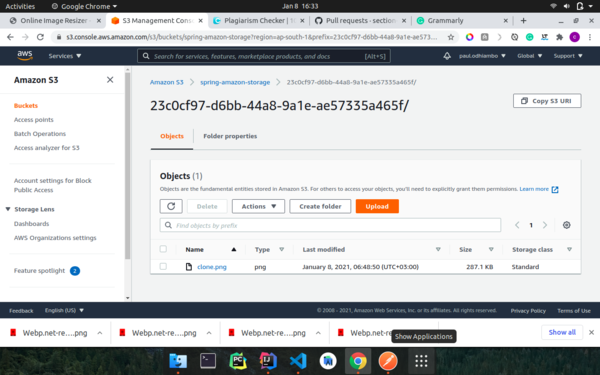 Activities
Google Chrome
Jan 8 16:33
Online Image Resizer
S3 Management Cons
Plagiarism Checker | 1
Pull requests · section
Grammarly
s3.console.aws.amazon.com/s3/buckets/spring-amazon-storage?region=ap-south-1&prefix=23c0cf97-d6bb-44a8-9a1e-ae573...
aws
Services
Search for services, features, marketplace products, and docs
[Alt+S]
paul.odhiambo
Global
Support
Amazon S3
Buckets
Access points
Batch Operations
Access analyzer for S3
Account settings for Block
Public Access
Storage Lens
Dashboards
AWS Organizations settings
Feature spotlight 2
Amazon S3
spring-amazon-storage
23c0cf97-d6bb-44a8-9a1e-ae57335a465f/
23c0cf97-d6bb-44a8-9a1e-ae57335a465f/
Copy S3 URI
Objects
Folder properties
Objects (1)
Objects are the fundamental entities stored in Amazon S3. For others to access your objects, you'll need to explicitly grant them permissions. Learn more
Delete
Actions
Create folder
Upload
Find objects by prefix
1
Name
Type
Last modified
Size
Storage class
clone.png
png
January 8, 2021, 06:48:50 (UTC+03:00)
287.1 KB
Standard
Feedback
English (US)
© 2008 - 2021, Amazon Web Services, Inc. or its affiliates. All rights reserved.
Privacy Policy
Terms of Use
Webp.net-re....png
Webp.net-re....png
Webp.net-re....png
Webp.net-re
Show all
Show Applications